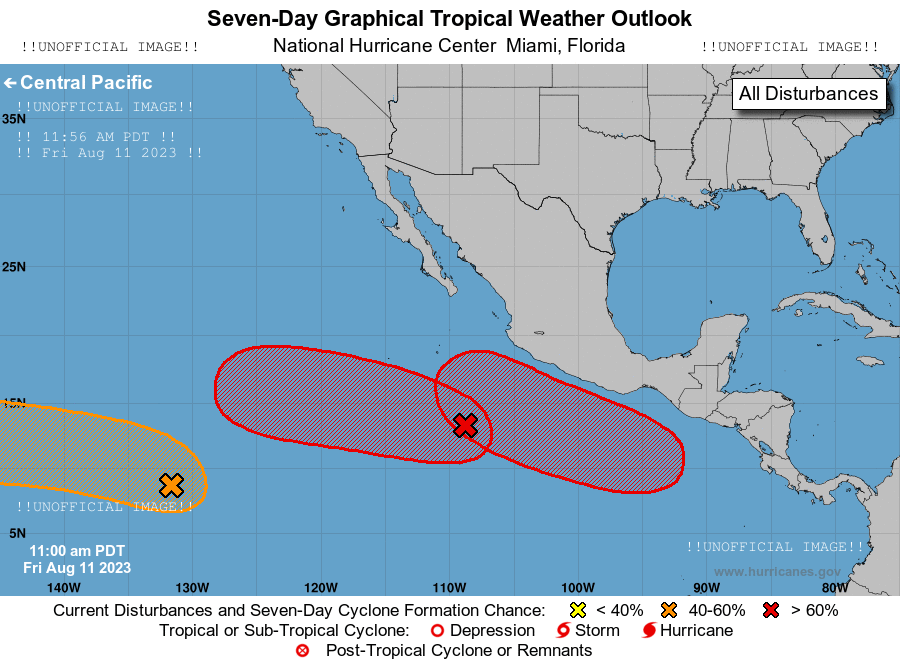 Seven-Day Graphical Tropical Weather Outlook
!!UNOFFICIAL IMAGE!! National Hurricane Center Miami, Florida !!UNOFFICIAL IMAGE!!
← Central Pacific
All Disturbances
!!UNOFFICIAL IMAGE!!
35N
!! 11:56 AM PDT !!
!! Fri Aug 11 2023 !!
25N
15N
!!UNOFFICIAL IMAGE!!
5N
!!UNOFFICIAL IMAGE!!
11:00 am PDT
Fri Aug 11 2023
www.hurricanes.gov
140W 130W 120W 110W 100W 90W 80W
Current Disturbances and Seven-Day Cyclone Formation Chance: < 40% 40-60% > 60%
Tropical or Sub-Tropical Cyclone: Depression Storm Hurricane
Post-Tropical Cyclone or Remnants